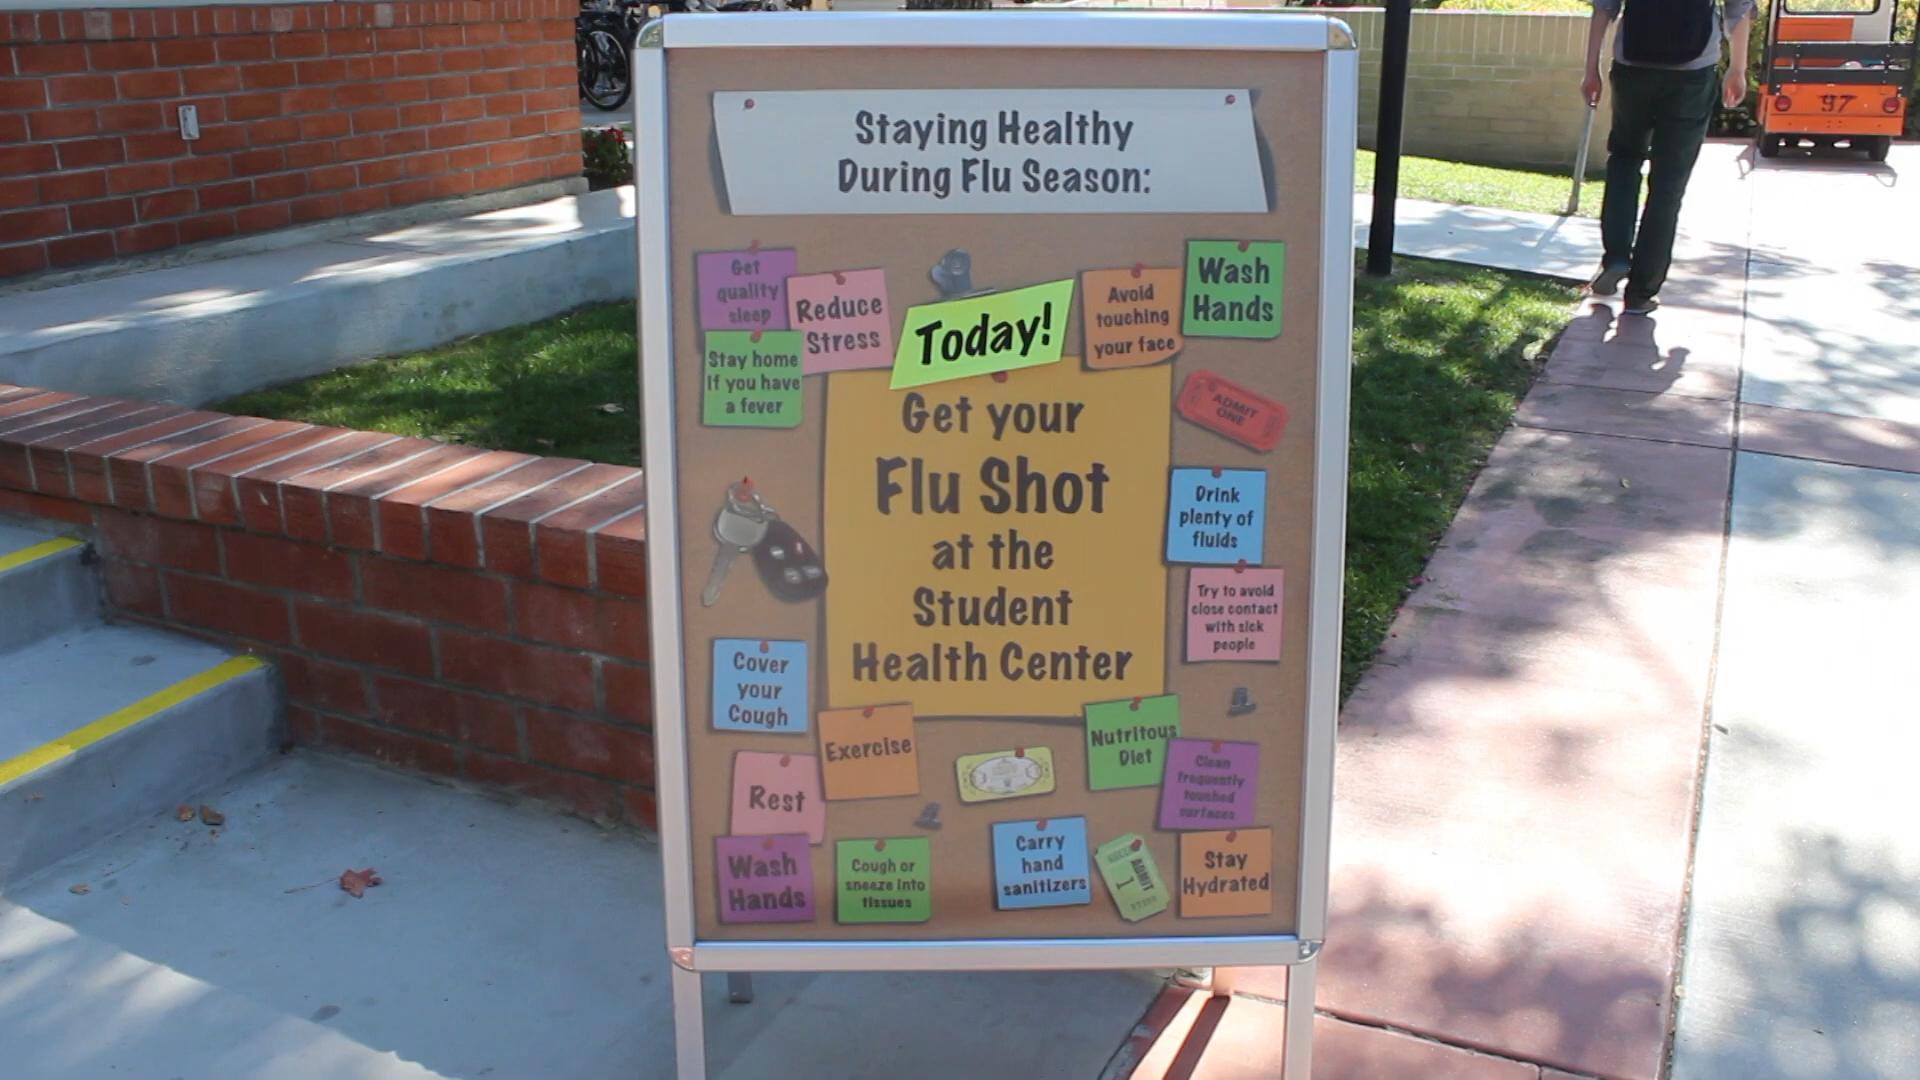 Staying Healthy
During Flu Season:
Get
quality
sleep
Reduce
Stress
Today!
Avoid
touching
your face
Wash
Hands
Stay home
If you have
a fever
ADMIT
ONE
Get your
Flu Shot
at the
Student
Health Center
Drink
plenty of
fluids
Try to avoid
close contact
with sick
people
Cover
your
Cough
Exercise
Nutritous
Diet
Clean
frequently
touched
surfaces
Rest
Wash
Hands
Cough or
sneeze into
tissues
Carry
hand
sanitizers
ADMIT
1
Stay
Hydrated
97